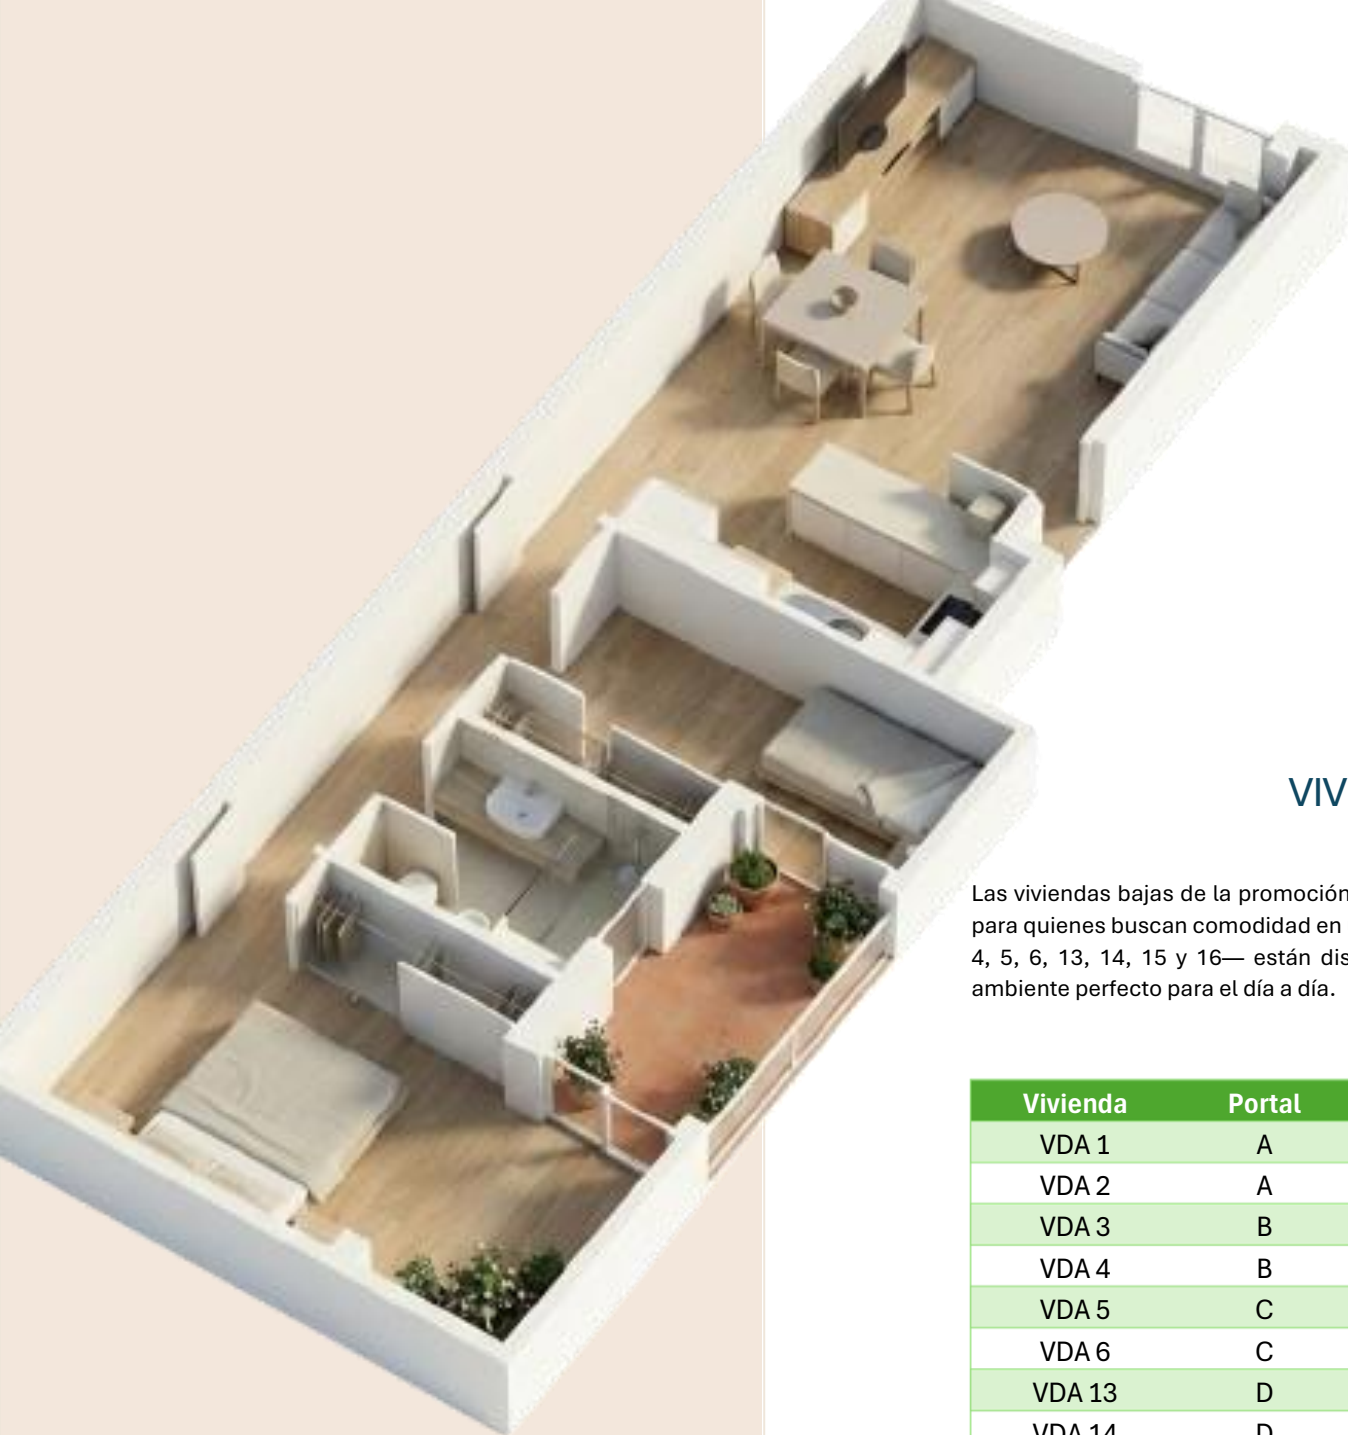 VIV
Las viviendas bajas de la promoción
para quienes buscan comodidad en
4, 5, 6, 13, 14, 15 y 16— están dis
ambiente perfecto para el día a día.
Vivienda Portal
VDA 1 A
VDA 2 A
VDA 3 B
VDA 4 B
VDA 5 C
VDA 6 C
VDA 13 D
VDA 14 D